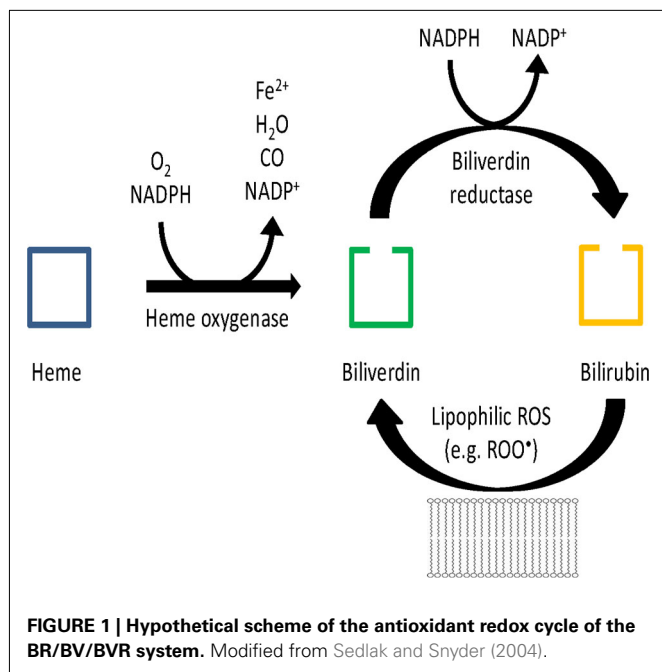 NADPH NADP⁺
Fe²⁺
H₂O
CO
NADP⁺
O₂
NADPH
Heme oxygenase
Biliverdin
reductase
Heme
Biliverdin
Bilirubin
Lipophilic ROS
(e.g. ROO•)
FIGURE 1 | Hypothetical scheme of the antioxidant redox cycle of the
BR/BV/BVR system. Modified from Sedlak and Snyder (2004).